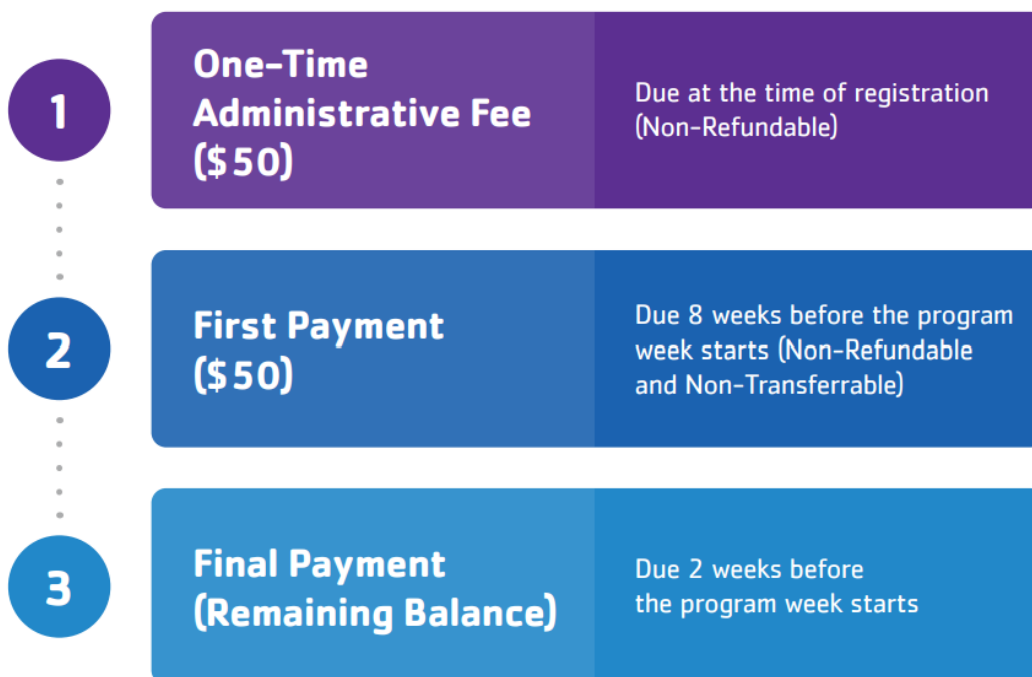 1
One-Time
Administrative Fee
($50)
Due at the time of registration
(Non-Refundable)
2
First Payment
($50)
Due 8 weeks before the program
week starts (Non-Refundable
and Non-Transferrable)
3
Final Payment
(Remaining Balance)
Due 2 weeks before
the program week starts